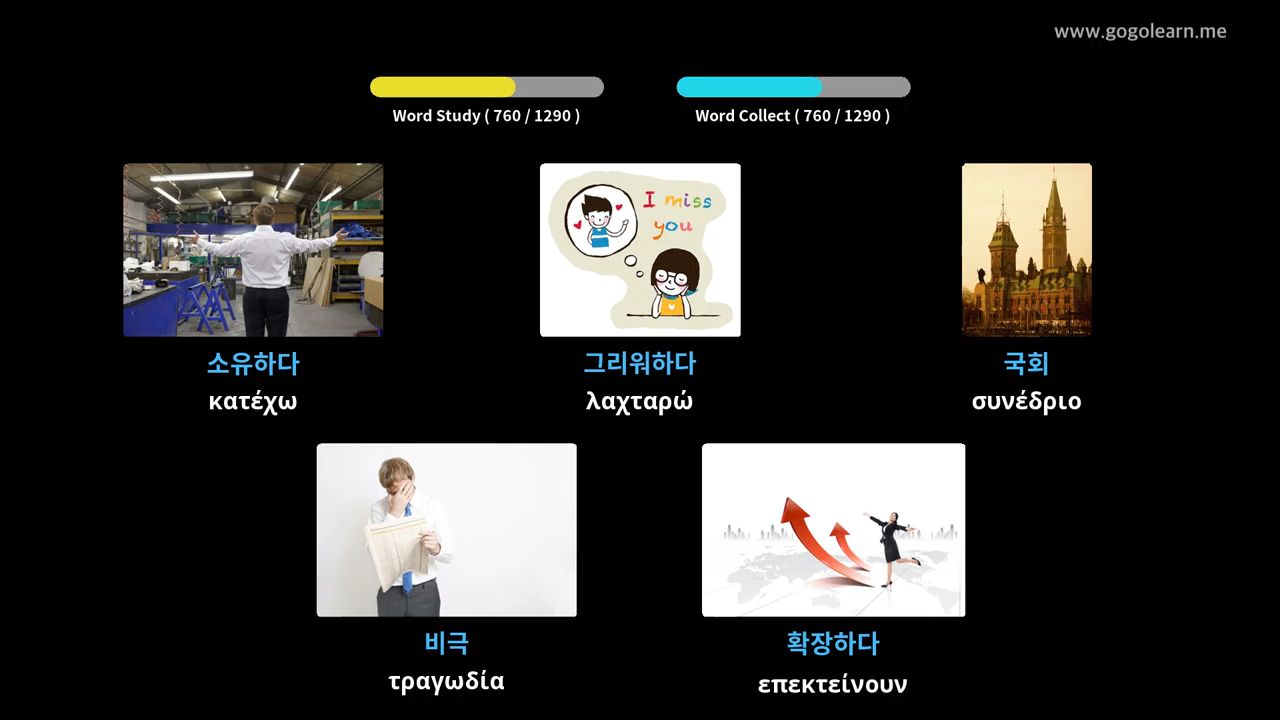 www.gogolearn.me
Word Study ( 760 / 1290 )
Word Collect ( 760 / 1290 )
I miss
you
소유하다
κατέχω
그리워하다
λαχταρώ
국회
συνέδριο
비극
τραγωδία
확장하다
επεκτείνουν